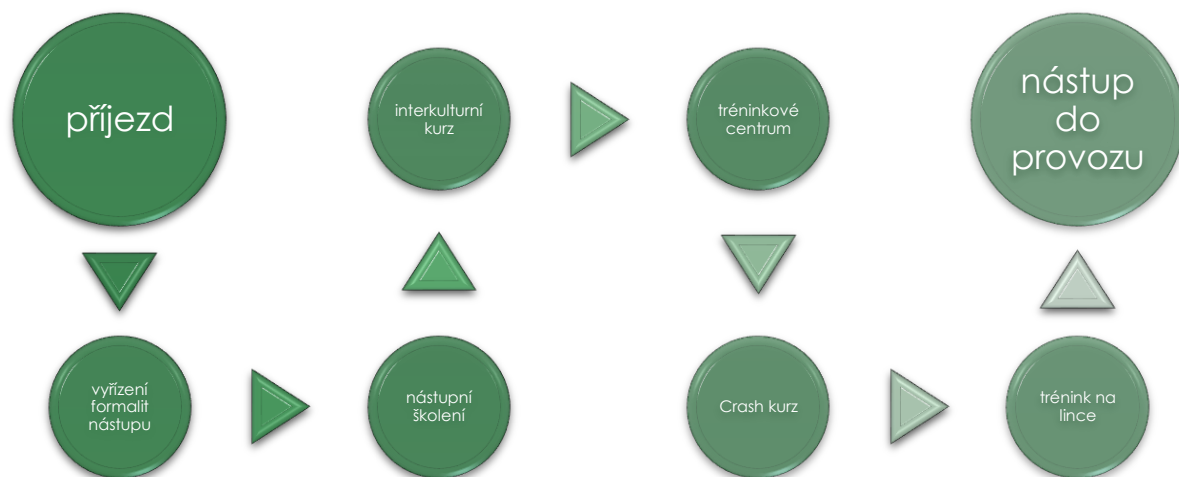 příjezd
vyřízení
formalit
nástupu
nástupní
školení
interkulturní
kurz
tréninkové
centrum
Crash kurz
trénink na
lince
nástup
do
provozu